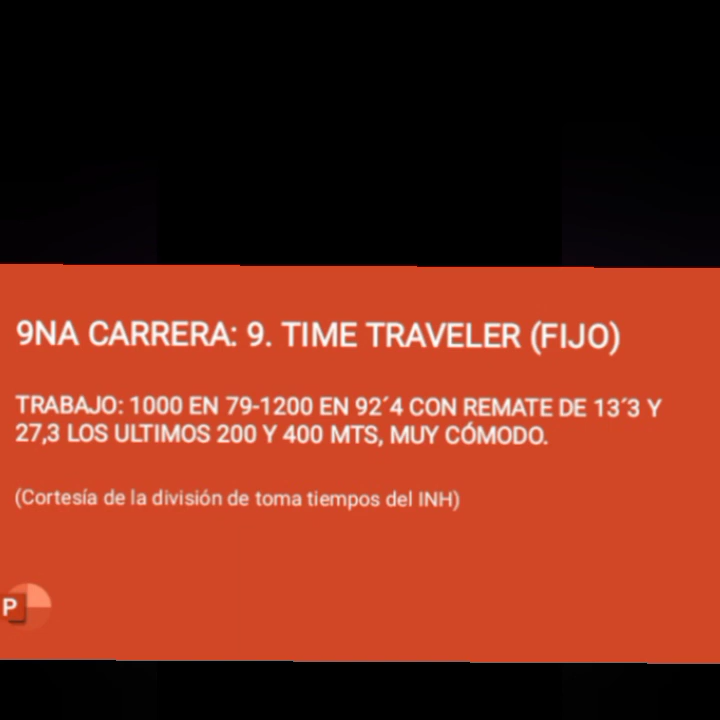 9NA CARRERA: 9. TIME TRAVELER (FIJO)
TRABAJO: 1000 EN 79-1200 EN 92´4 CON REMATE DE 13´3 Y
27,3 LOS ULTIMOS 200 Y 400 MTS, MUY CÓMODO.
(Cortesía de la división de toma tiempos del INH)
P